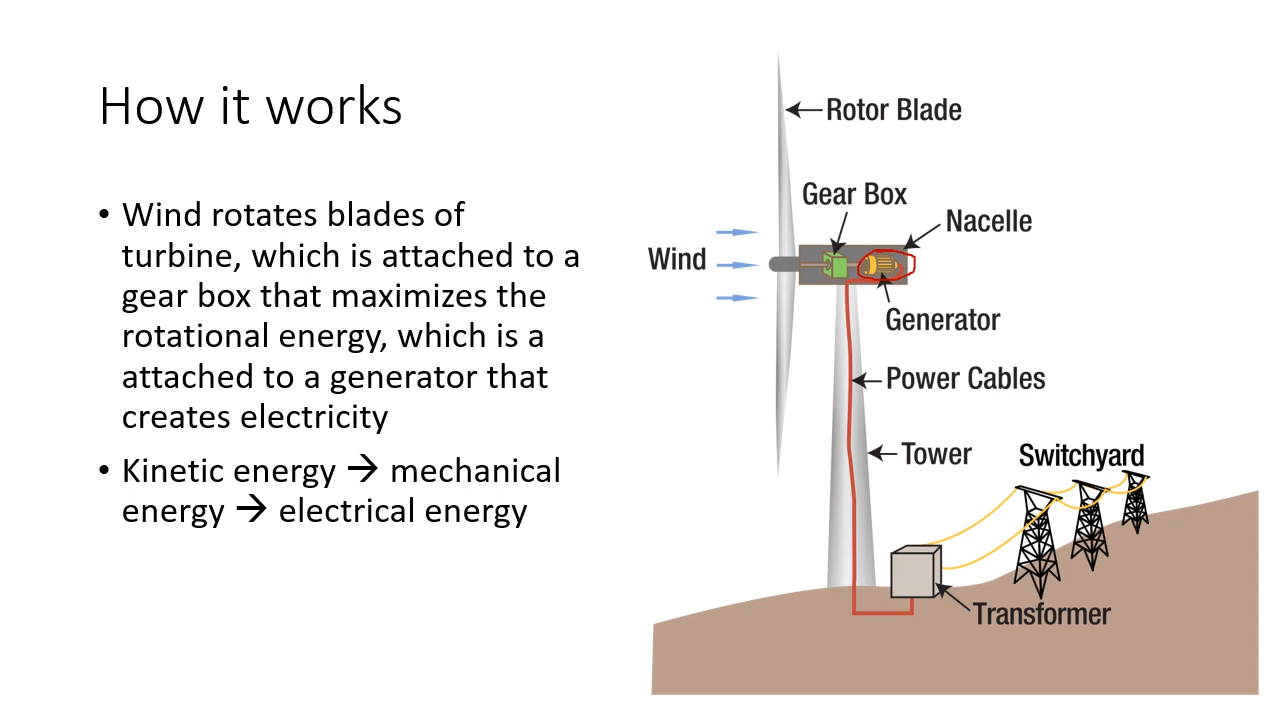 How it works
• Wind rotates blades of
turbine, which is attached to a
gear box that maximizes the
rotational energy, which is a
attached to a generator that
creates electricity
• Kinetic energy → mechanical
energy → electrical energy
Rotor Blade
Gear Box
Nacelle
Wind
Generator
Power Cables
Tower
Switchyard
Transformer